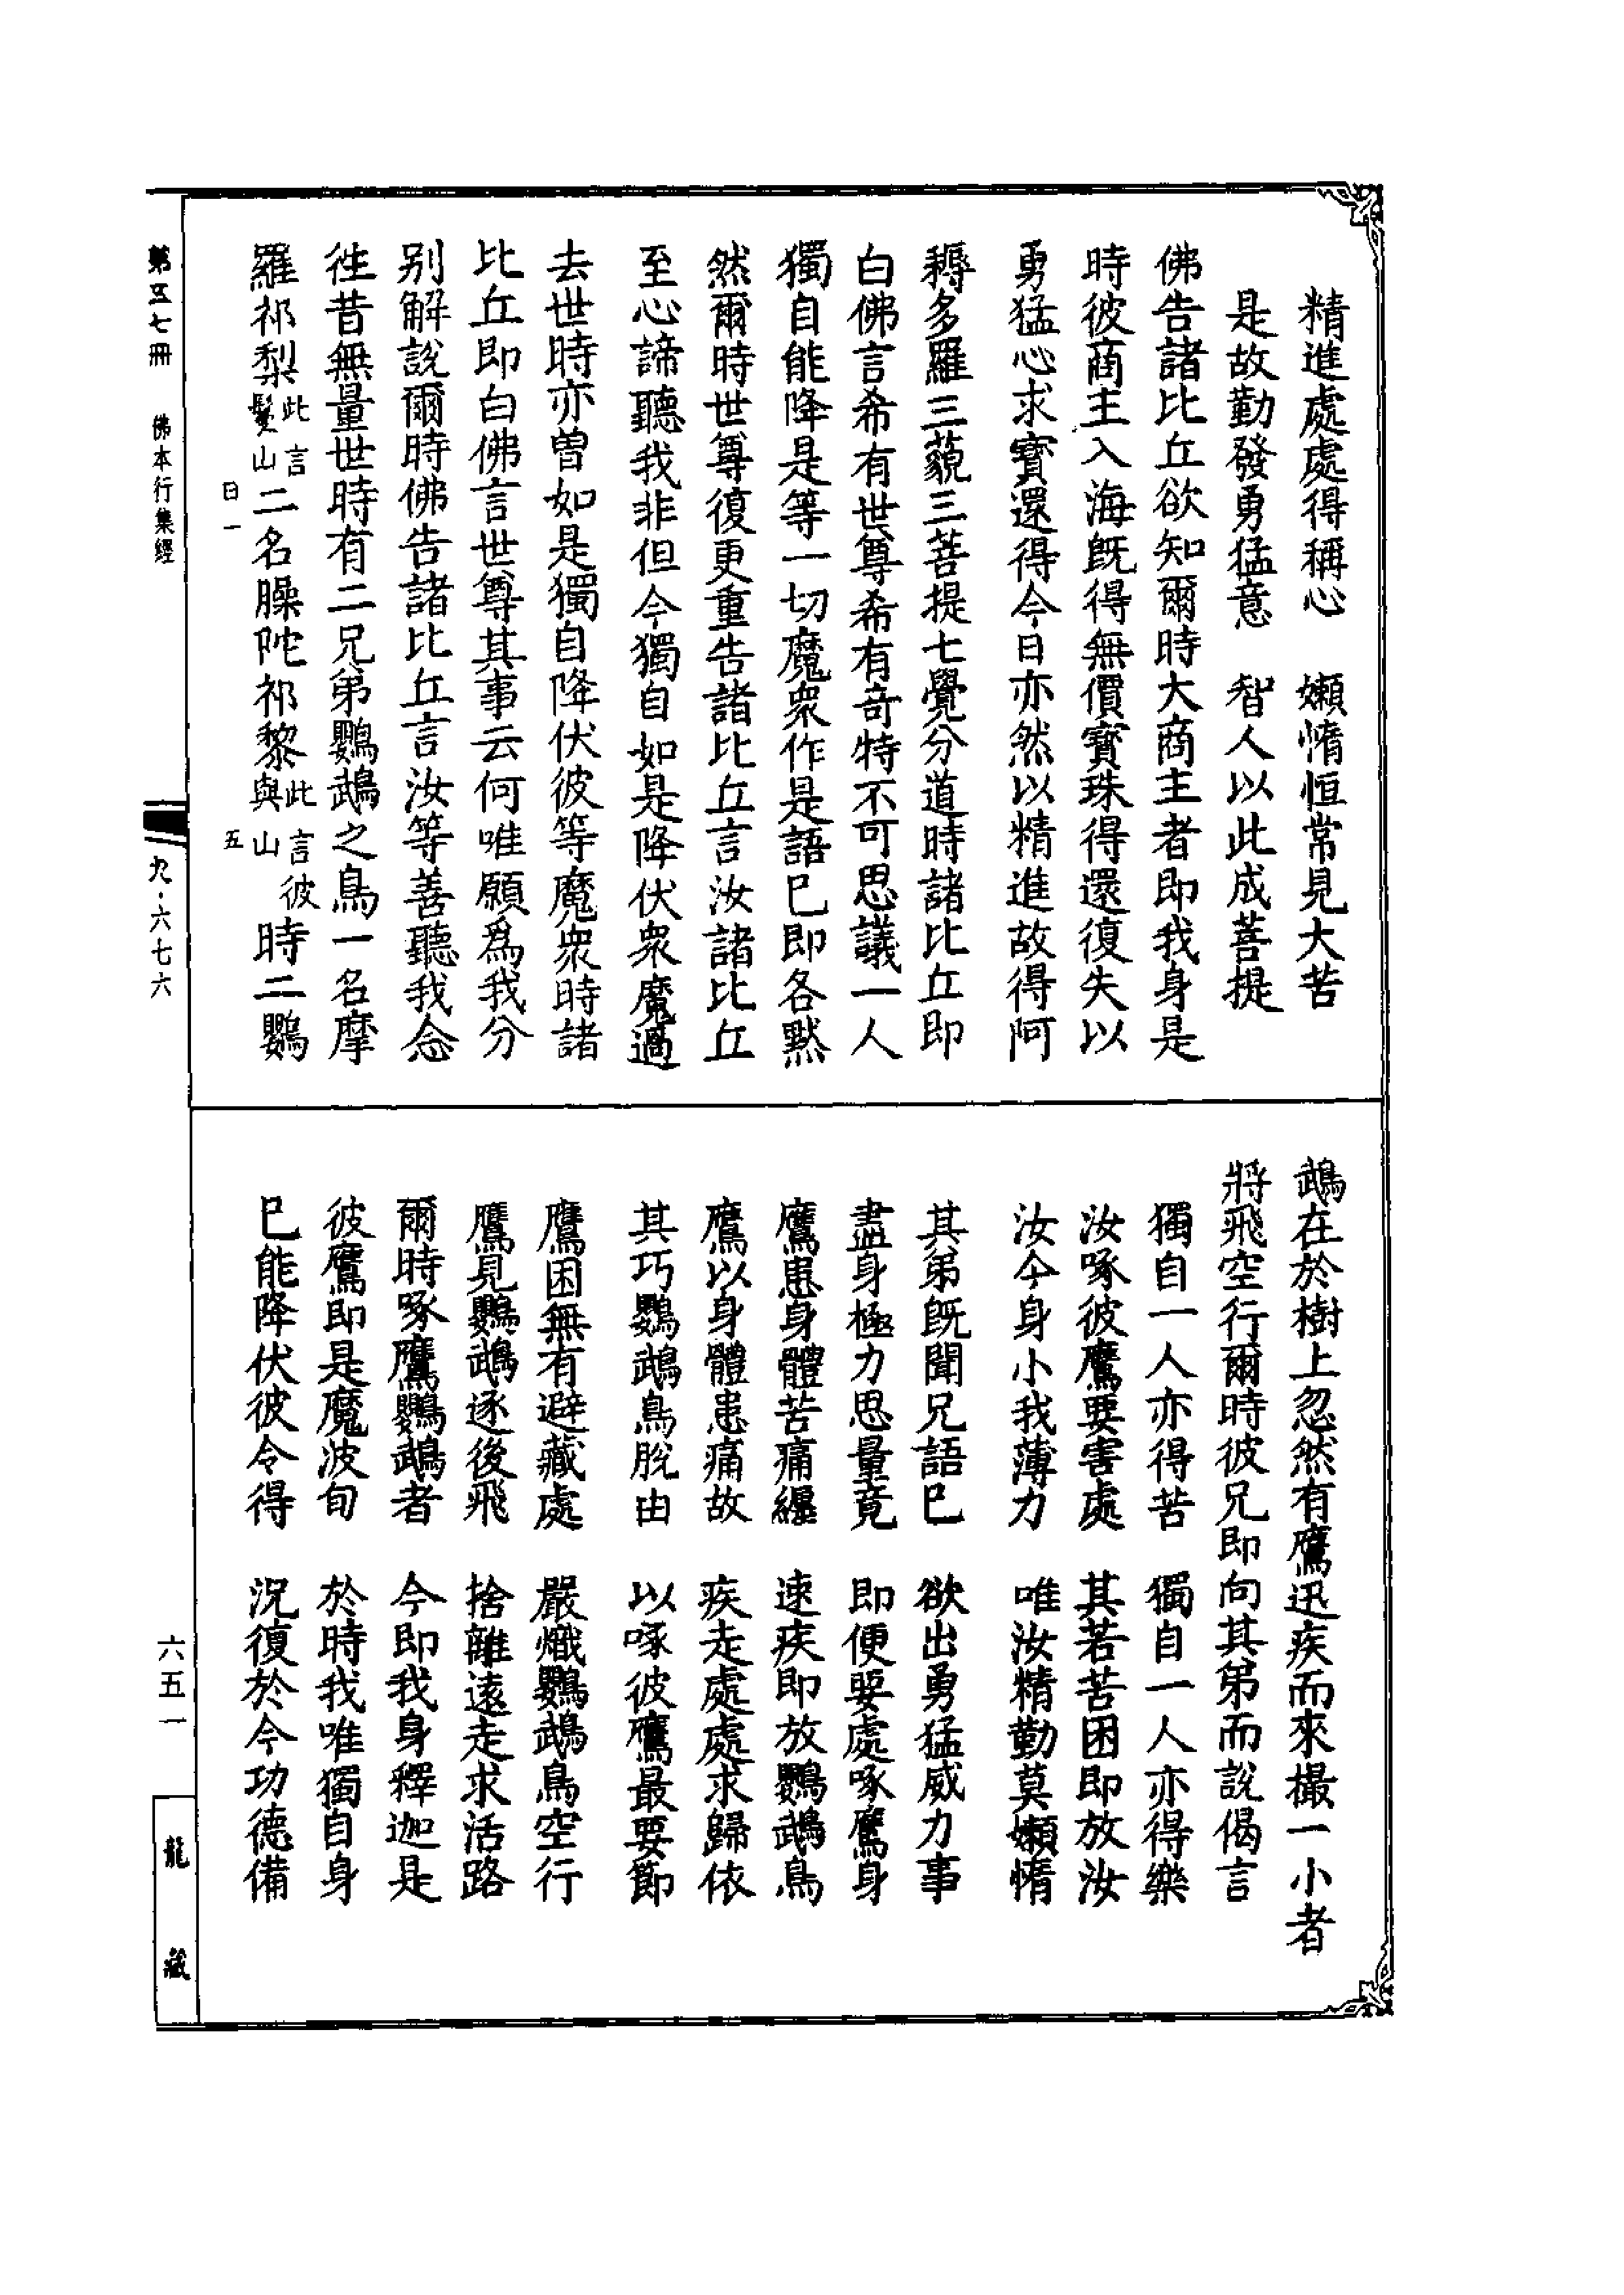 精進處處得稱心　嬾惰恒常見大苦
是故勤發勇猛意　智人以此成菩提
佛告諸比丘欲知爾時大商主者即我身是
時彼商主入海既得無價寶珠得還復失以
勇猛心求寶還得今日亦然以精進故得阿
耨多羅三藐三菩提七覺分道時諸比丘即
白佛言希有世尊希有奇特不可思議一人
獨自能降是等一切魔衆作是語已即各黙
然爾時世尊復更重告諸比丘言汝諸比丘
至心諦聽我非但今獨自如是降伏衆魔過
去世時亦曽如是獨自降伏彼等魔衆時諸
比丘即白佛言世尊其事云何唯願爲我分
别解說爾時佛告諸比丘言汝等善聽我念
徃昔無量世時有二兄弟鸚鵡之鳥一名摩
羅祁梨此言鬘山二名臊陀祁黎此言彼與山時二鸚
日一
五
鵡在於樹上忽然有鷹迅疾而來撮一小者
將飛空行爾時彼兄即向其弟而說偈言
獨自一人亦得苦　獨自一人亦得樂
汝啄彼鷹要害處　其若苦困即放汝
汝今身小我薄力　唯汝精勤莫嬾惰
其弟既聞兄語已　欲出勇猛威力事
盡身極力思量竟　即便要處啄鷹身
鷹患身體苦痛纏　速疾即放鸚鵡鳥
鷹以身體患痛故　疾走處處求歸依
其巧鸚鵡鳥脫由　以啄彼鷹最要節
鷹困無有避藏處　嚴熾鸚鵡鳥空行
鷹見鸚鵡逐後飛　捨離遠走求活路
爾時啄鷹鸚鵡者　今即我身釋迦是
彼鷹即是魔波旬　於時我唯獨自身
已能降伏彼令得　況復於今功德備
第五七冊　佛本行集經
九·六七六
六五一
龍藏